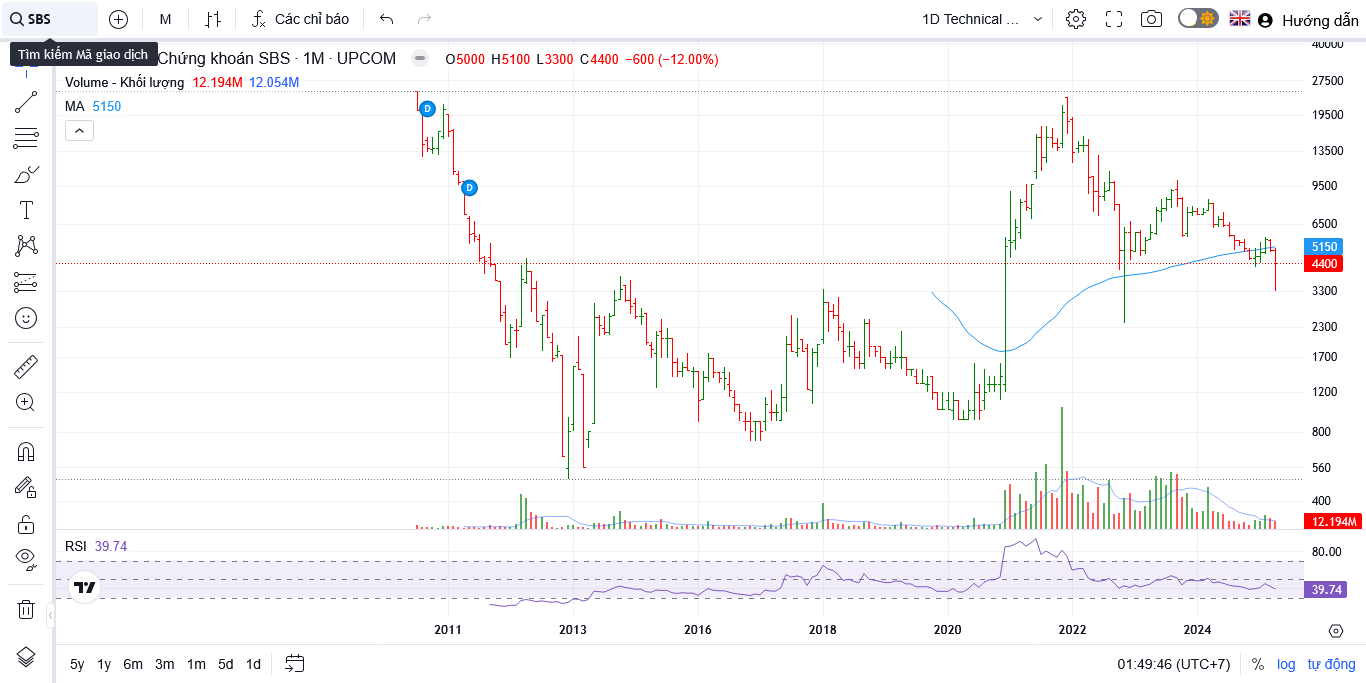 SBS
M
Các chỉ báo
1D Technical ...
Hướng dẫn
Tìm kiếm Mã giao dịch
Chứng khoán SBS · 1M · UPCOM
O5000 H5100 L3300 C4400 −600 (−12.00%)
Volume - Khối lượng 12.194M 12.054M
MA 5150
D
D
40000
27500
19500
13500
9500
6500
5150
4400
3300
2300
1700
1200
800
560
400
12.194M
RSI 39.74
80.00
39.74
2011 2013 2016 2018 2020 2022 2024
5y 1y 6m 3m 1m 5d 1d
01:49:46 (UTC+7)
% log tự động